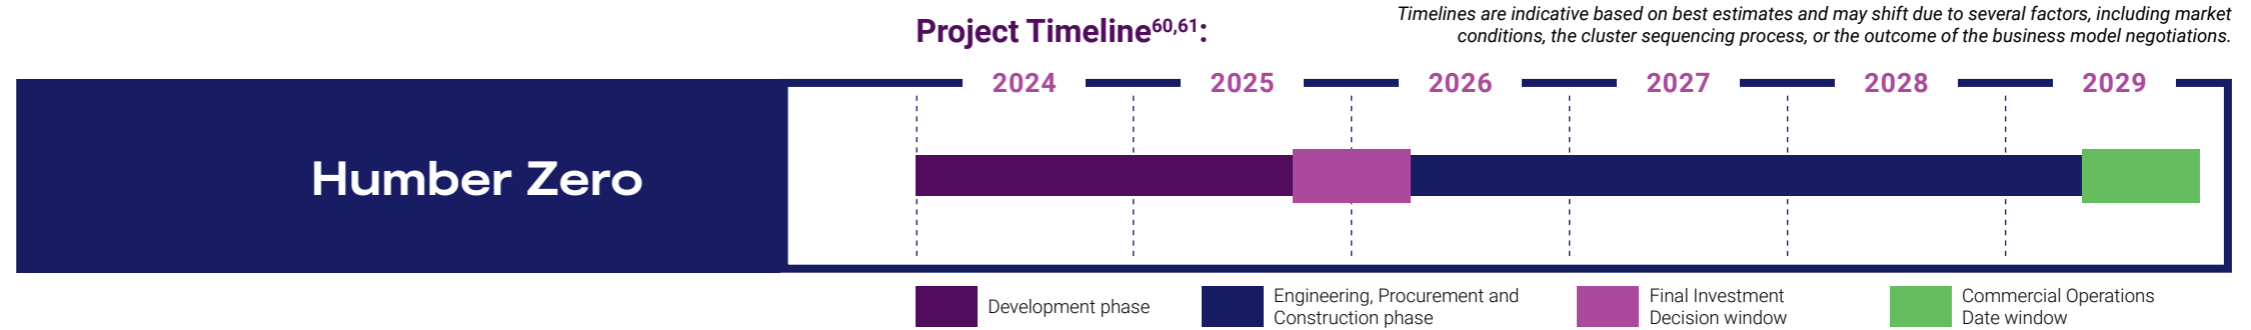 Project Timeline60,61:
Timelines are indicative based on best estimates and may shift due to several factors, including market
conditions, the cluster sequencing process, or the outcome of the business model negotiations.
2024 2025 2026 2027 2028 2029
Humber Zero
Development phase
Engineering, Procurement and
Construction phase
Final Investment
Decision window
Commercial Operations
Date window